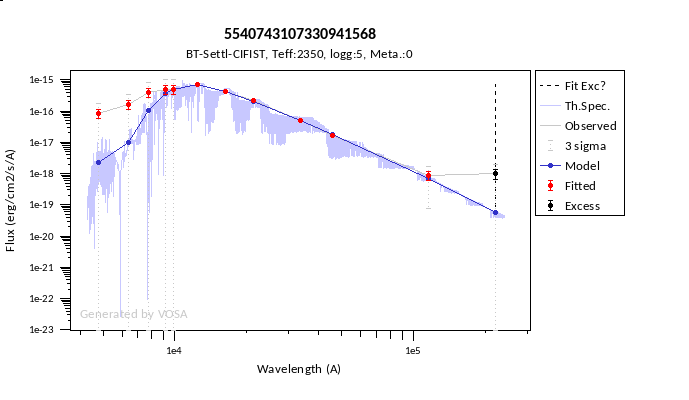 5540743107330941568
BT-Settl-CIFIST, Teff:2350, logg:5, Meta.:0
Flux (erg/cm2/s/A)
1e-15
1e-16
1e-17
1e-18
1e-19
1e-20
1e-21
1e-22
1e-23
Generated by VOSA
1e4
1e5
Wavelength (A)
Fit Exc?
Th.Spec.
Observed
3 sigma
Model
Fitted
Excess